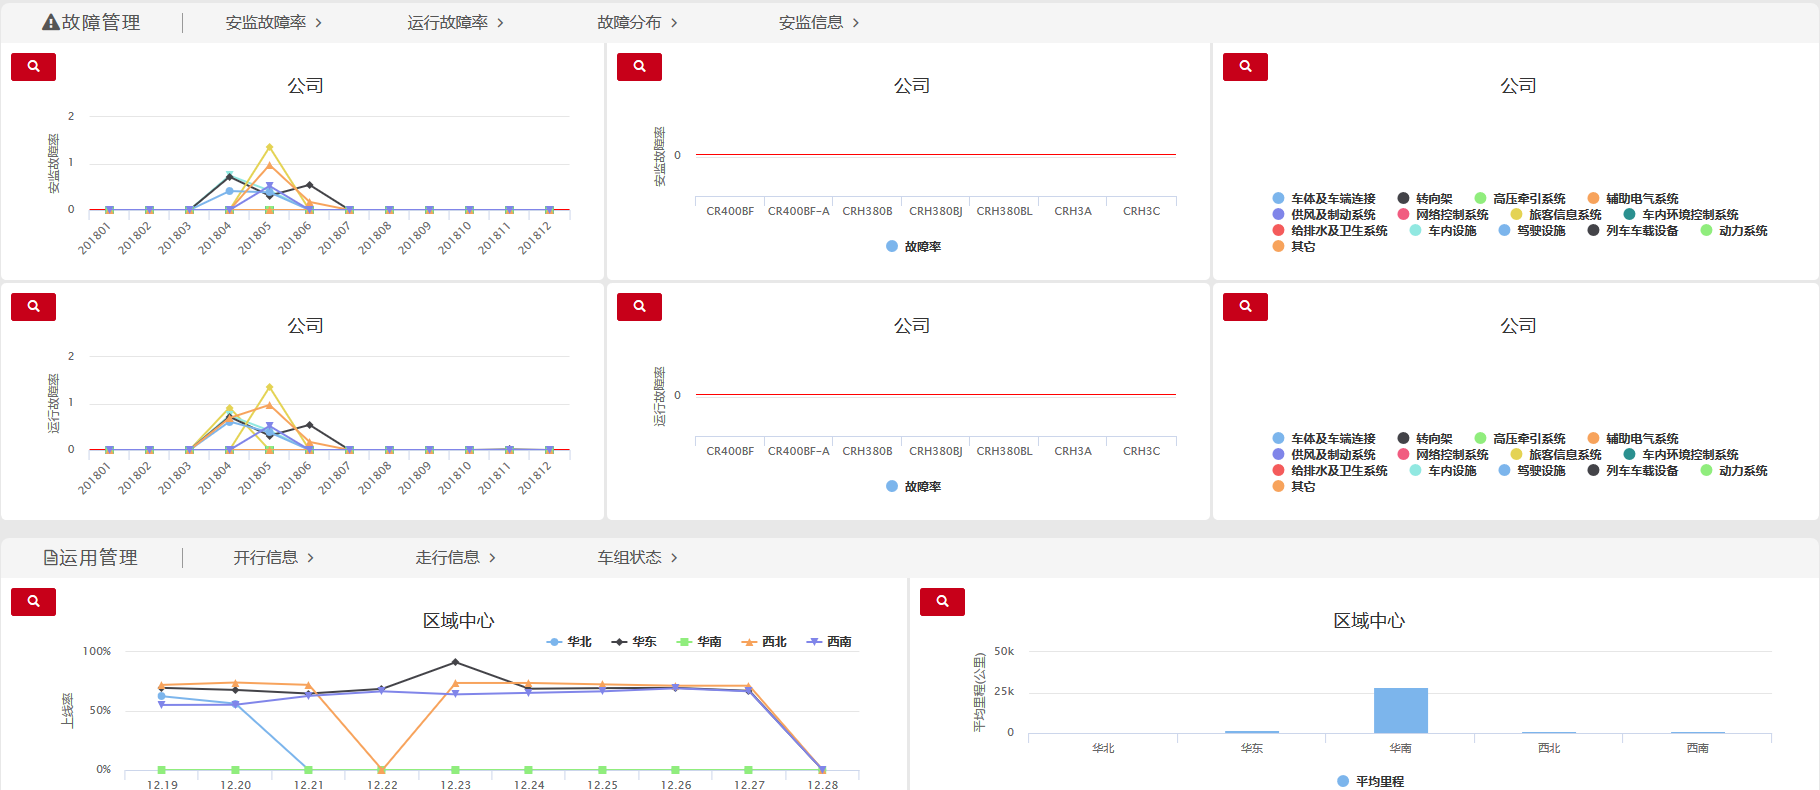 故障管理 安监故障率 运行故障率 故障分布 安监信息
公司
安监故障率
2
1
0
201801 201802 201803 201804 201805 201806 201807 201808 201809 201810 201811 201812
公司
安监故障率
0
CR400BF CR400BF-A CRH380B CRH380BJ CRH380BL CRH3A CRH3C
故障率
公司
车体及车端连接 转向架 高压牵引系统 辅助电气系统
供风及制动系统 网络控制系统 旅客信息系统 车内环境控制系统
给排水及卫生系统 车内设施 驾驶设施 列车车载设备 动力系统
其它
公司
运行故障率
2
1
0
201801 201802 201803 201804 201805 201806 201807 201808 201809 201810 201811 201812
公司
运行故障率
0
CR400BF CR400BF-A CRH380B CRH380BJ CRH380BL CRH3A CRH3C
故障率
公司
车体及车端连接 转向架 高压牵引系统 辅助电气系统
供风及制动系统 网络控制系统 旅客信息系统 车内环境控制系统
给排水及卫生系统 车内设施 驾驶设施 列车车载设备 动力系统
其它
运用管理 开行信息 走行信息 车组状态
区域中心
华北 华东 华南 西北 西南
上线率
100%
50%
0%
12.19 12.20 12.21 12.22 12.23 12.24 12.25 12.26 12.27 12.28
区域中心
平均里程(公里)
50k
25k
0
华北 华东 华南 西北 西南
平均里程